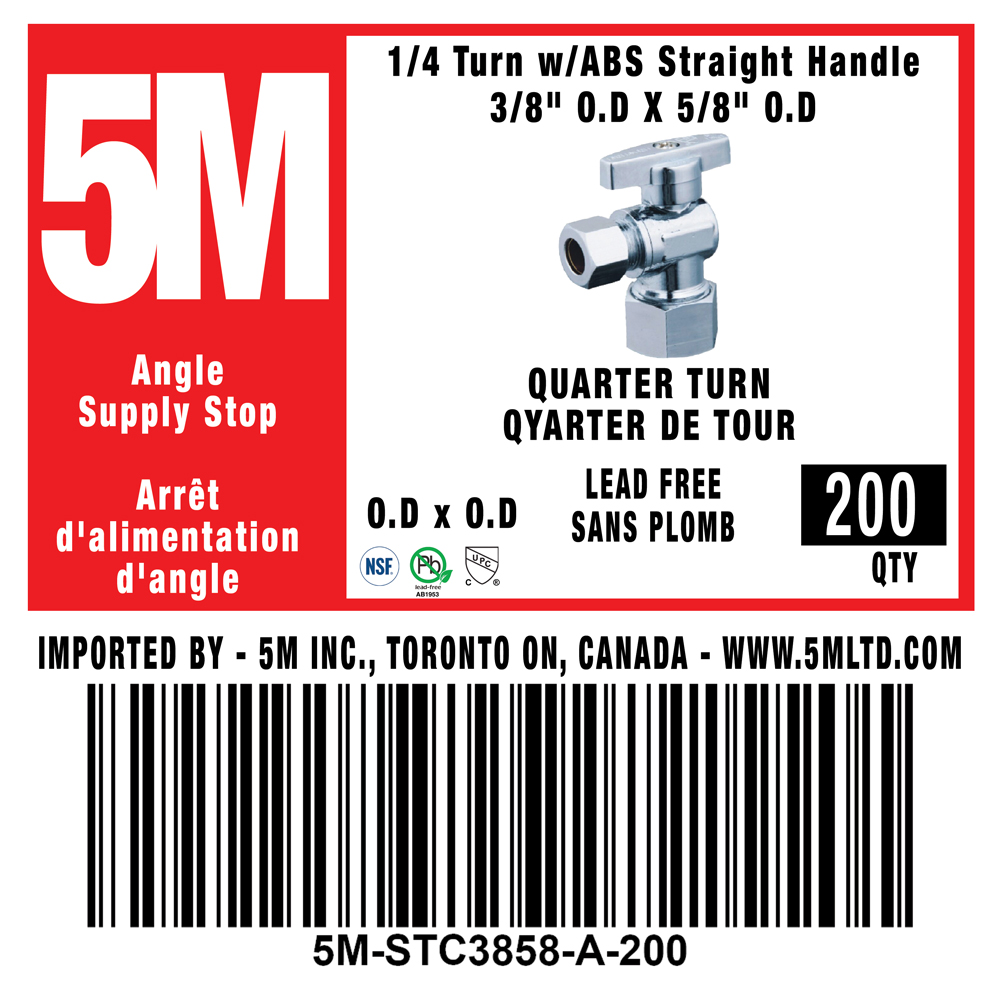 5M
Angle
Supply Stop
Arrêt
d'alimentation
d'angle
1/4 Turn w/ABS Straight Handle
3/8" O.D X 5/8" O.D
QUARTER TURN
QYARTER DE TOUR
O.D x O.D
LEAD FREE
SANS PLOMB
200
QTY
NSF.
Pb
lead-free
AB1953
UPC
C ®
IMPORTED BY - 5M INC., TORONTO ON, CANADA - WWW.5MLTD.COM
5M-STC3858-A-200